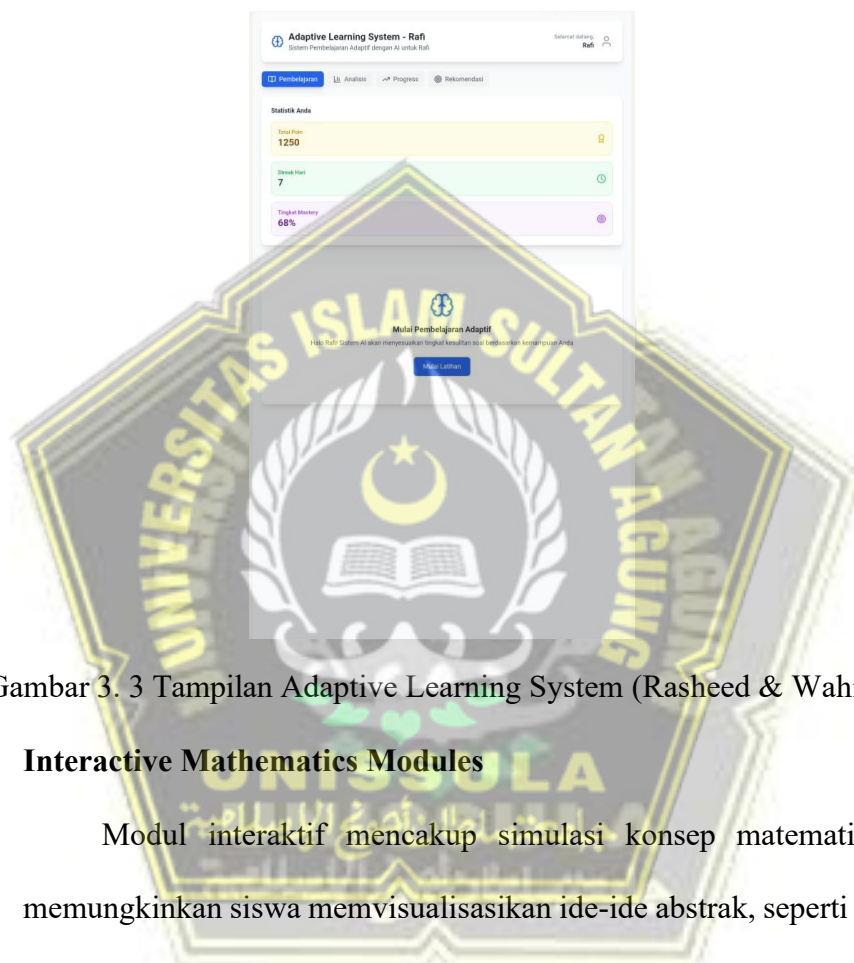 Adaptive Learning System - Rafi
Sistem Pembelajaran Adaptif dengan AI untuk Rafi
Selamat datang,
Rafi
Pembelajaran
Analisis
Progress
Rekomendasi
Statistik Anda
Total Poin
1250
Streak Hari
7
Tingkat Mastery
68%
Mulai Pembelajaran Adaptif
Halo Rafi! Sistem AI akan menyesuaikan tingkat kesulitan soal berdasarkan kemampuan Anda
Mulai Latihan
UNIVERSITAS ISLAM SULTAN AGUNG
Gambar 3. 3 Tampilan Adaptive Learning System (Rasheed & Wahi
Interactive Mathematics Modules
UNISSULA
Modul interaktif mencakup simulasi konsep matemati
memungkinkan siswa memvisualisasikan ide-ide abstrak, seperti